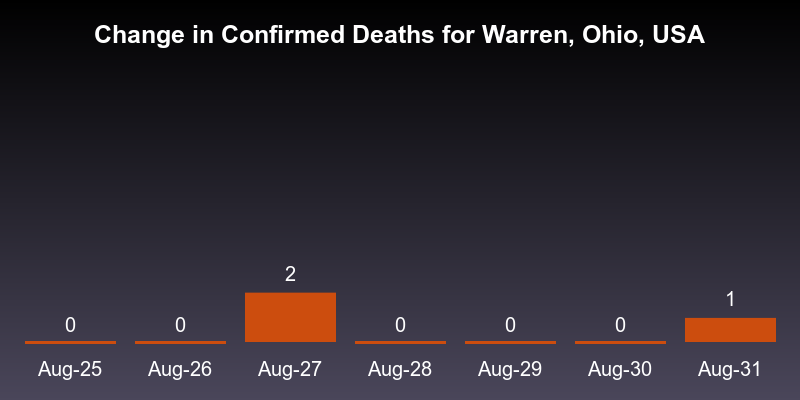 Change in Confirmed Deaths for Warren, Ohio, USA
0 0 2 0 0 0 1
Aug-25 Aug-26 Aug-27 Aug-28 Aug-29 Aug-30 Aug-31